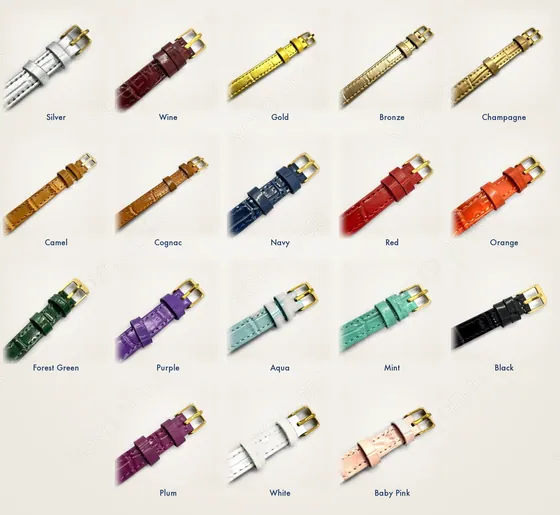 Silver
Wine
Gold
Bronze
Champagne
Camel
Cognac
Navy
Red
Orange
Forest Green
Purple
Aqua
Mint
Black
Plum
White
Baby Pink